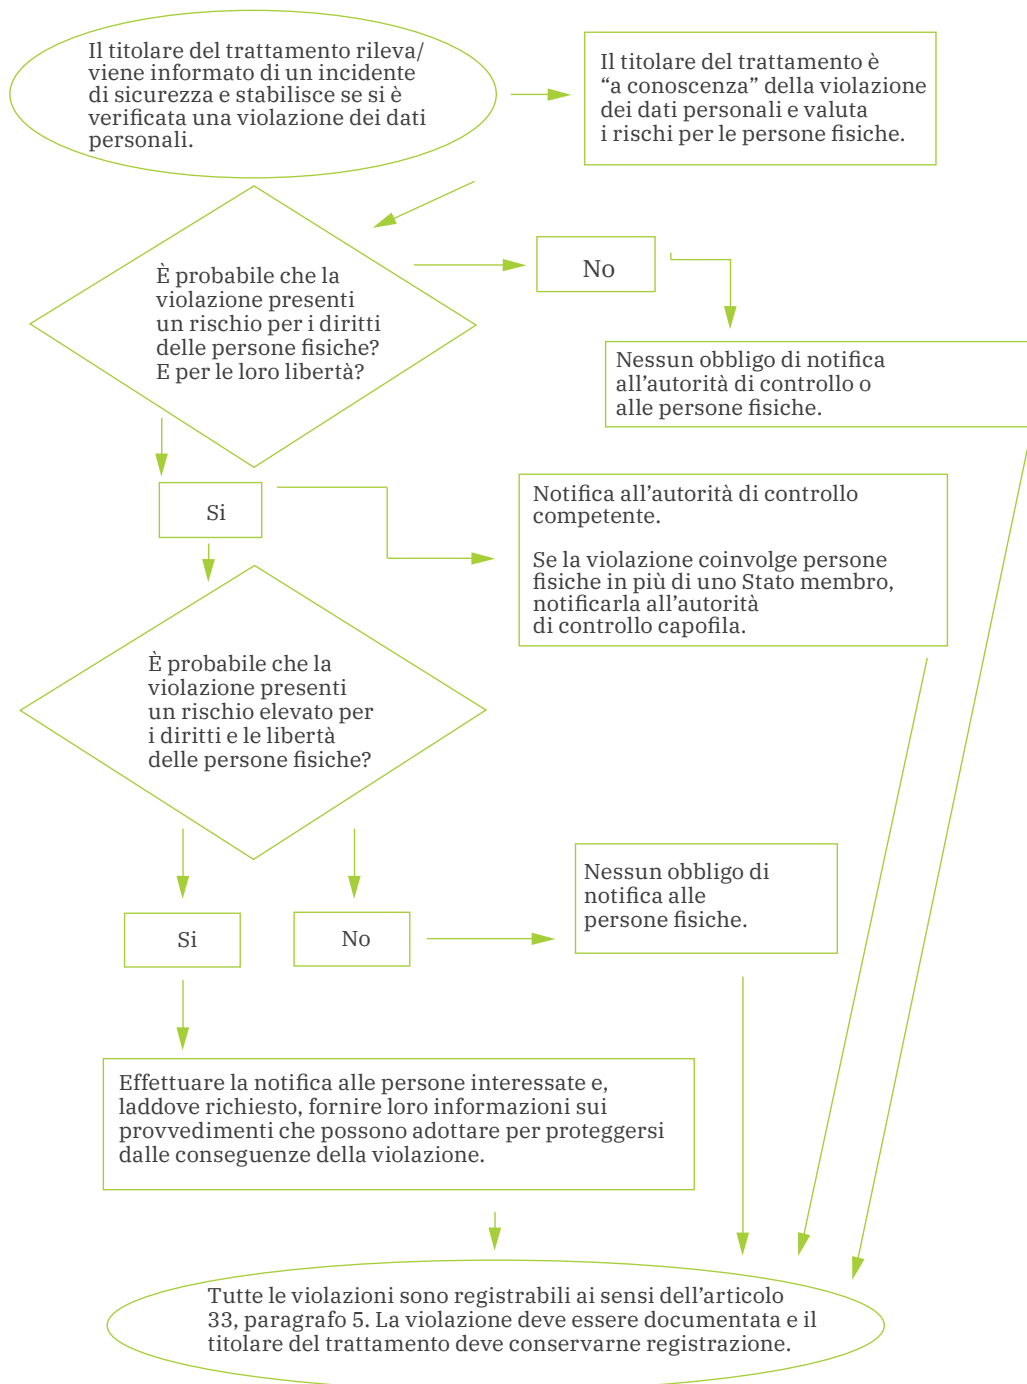 Il titolare del trattamento rileva/
viene informato di un incidente
di sicurezza e stabilisce se si è
verificata una violazione dei dati
personali.
Il titolare del trattamento è
“a conoscenza” della violazione
dei dati personali e valuta
i rischi per le persone fisiche.
È probabile che la
violazione presenti
un rischio per i diritti
delle persone fisiche?
E per le loro libertà?
No
Nessun obbligo di notifica
all’autorità di controllo o
alle persone fisiche.
Si
Notifica all’autorità di controllo
competente.
Se la violazione coinvolge persone
fisiche in più di uno Stato membro,
notificarla all’autorità
di controllo capofila.
È probabile che la
violazione presenti
un rischio elevato per
i diritti e le libertà
delle persone fisiche?
Si
No
Nessun obbligo di
notifica alle
persone fisiche.
Effettuare la notifica alle persone interessate e,
laddove richiesto, fornire loro informazioni sui
provvedimenti che possono adottare per proteggersi
dalle conseguenze della violazione.
Tutte le violazioni sono registrabili ai sensi dell’articolo
33, paragrafo 5. La violazione deve essere documentata e il
titolare del trattamento deve conservarne registrazione.